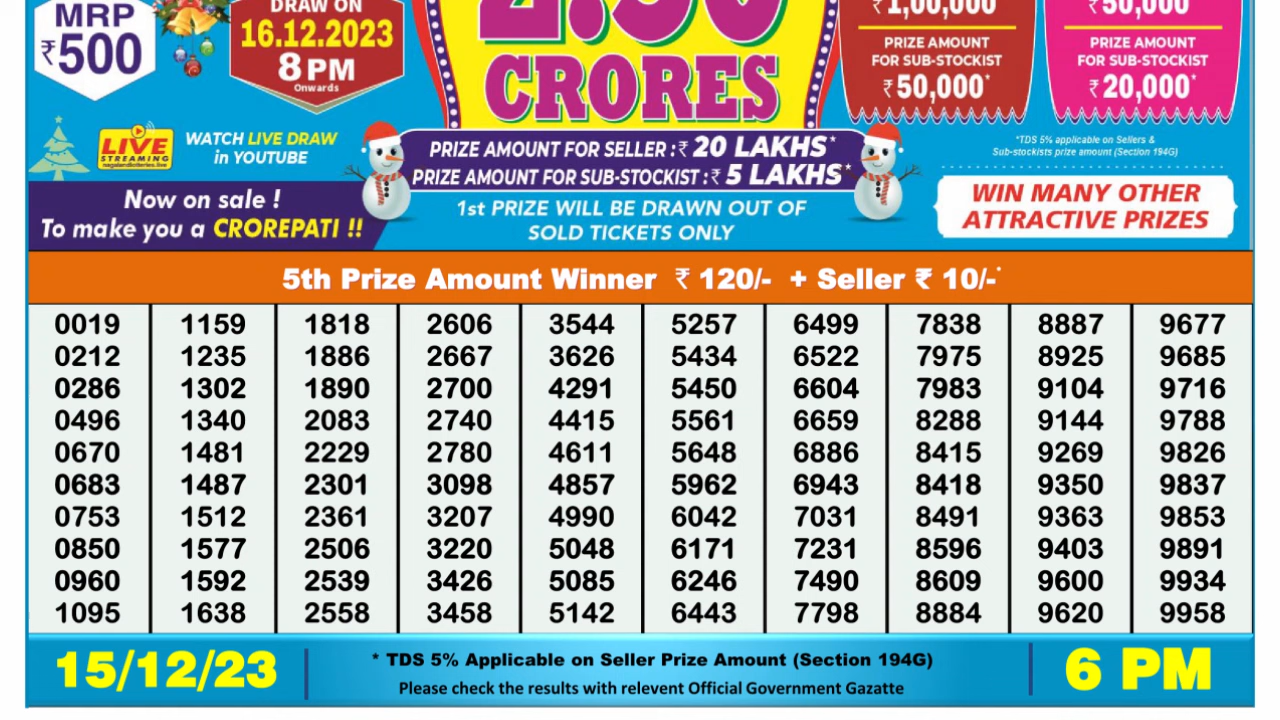 MRP
₹500
DRAW ON
16.12.2023
8 PM
Onwards
CRORES
₹1,00,000
PRIZE AMOUNT
FOR SUB-STOCKIST
₹50,000*
₹50,000
PRIZE AMOUNT
FOR SUB-STOCKIST
₹20,000*
LIVE
STREAMING
nagalandlotteries.live
WATCH LIVE DRAW
in YOUTUBE
PRIZE AMOUNT FOR SELLER :₹ 20 LAKHS*
PRIZE AMOUNT FOR SUB-STOCKIST :₹ 5 LAKHS*
*TDS 5% applicable on Sellers &
Sub-stockists prize amount (Section 194G)
Now on sale !
To make you a CROREPATI !!
1st PRIZE WILL BE DRAWN OUT OF
SOLD TICKETS ONLY
WIN MANY OTHER
ATTRACTIVE PRIZES
5th Prize Amount Winner ₹ 120/- + Seller ₹ 10/-*
0019 1159 1818 2606 3544 5257 6499 7838 8887 9677
0212 1235 1886 2667 3626 5434 6522 7975 8925 9685
0286 1302 1890 2700 4291 5450 6604 7983 9104 9716
0496 1340 2083 2740 4415 5561 6659 8288 9144 9788
0670 1481 2229 2780 4611 5648 6886 8415 9269 9826
0683 1487 2301 3098 4857 5962 6943 8418 9350 9837
0753 1512 2361 3207 4990 6042 7031 8491 9363 9853
0850 1577 2506 3220 5048 6171 7231 8596 9403 9891
0960 1592 2539 3426 5085 6246 7490 8609 9600 9934
1095 1638 2558 3458 5142 6443 7798 8884 9620 9958
15/12/23
* TDS 5% Applicable on Seller Prize Amount (Section 194G)
Please check the results with relevent Official Government Gazatte
6 PM